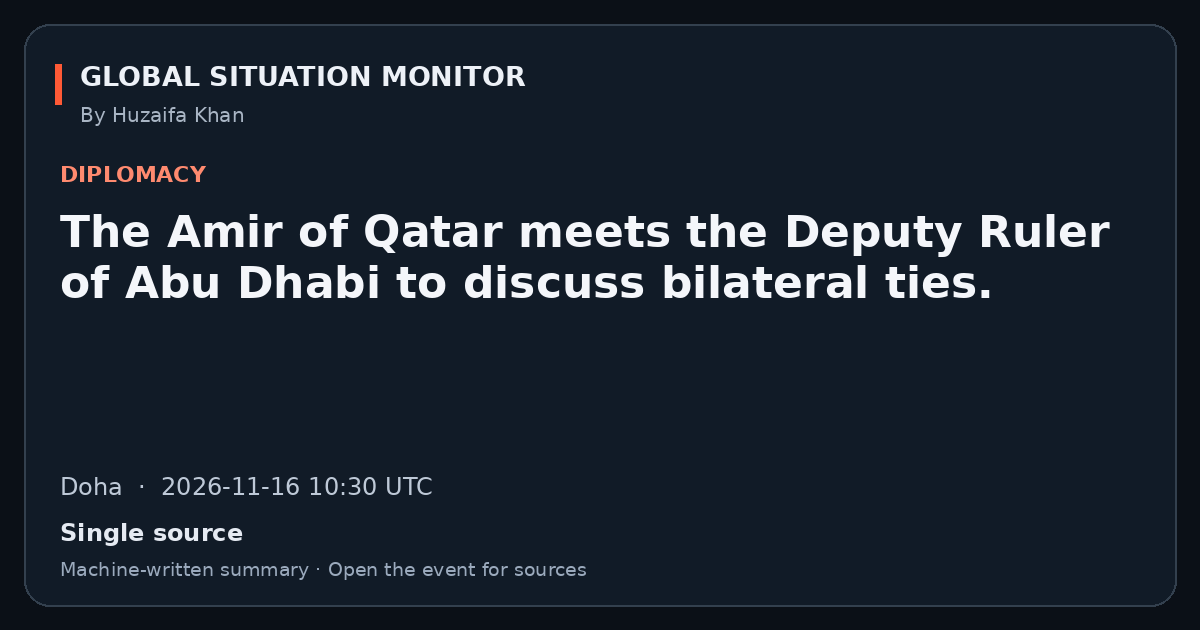 GLOBAL SITUATION MONITOR
By Huzaifa Khan
DIPLOMACY
The Amir of Qatar meets the Deputy Ruler
of Abu Dhabi to discuss bilateral ties.
Doha · 2026-11-16 10:30 UTC
Single source
Machine-written summary · Open the event for sources